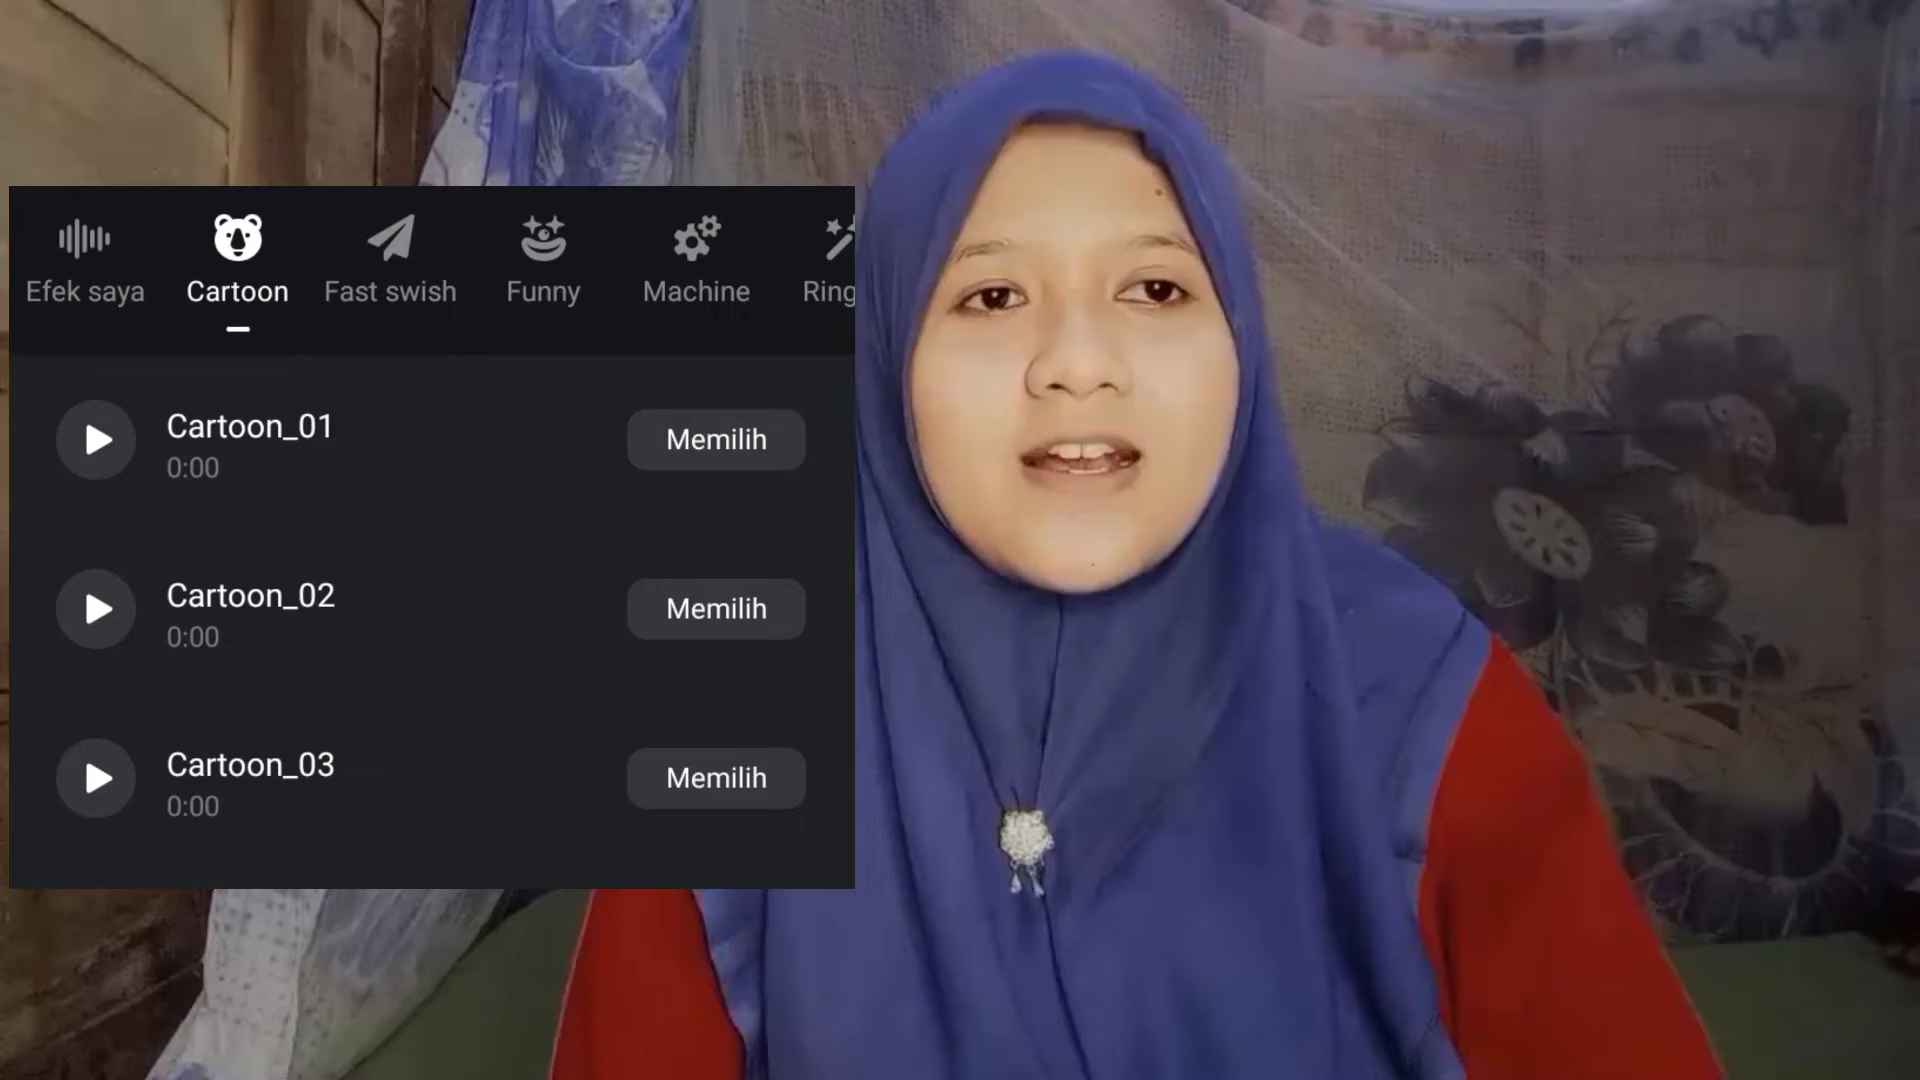 Efek saya
Cartoon
Fast swish
Funny
Machine
Ring
Cartoon_01
0:00
Memilih
Cartoon_02
0:00
Memilih
Cartoon_03
0:00
Memilih